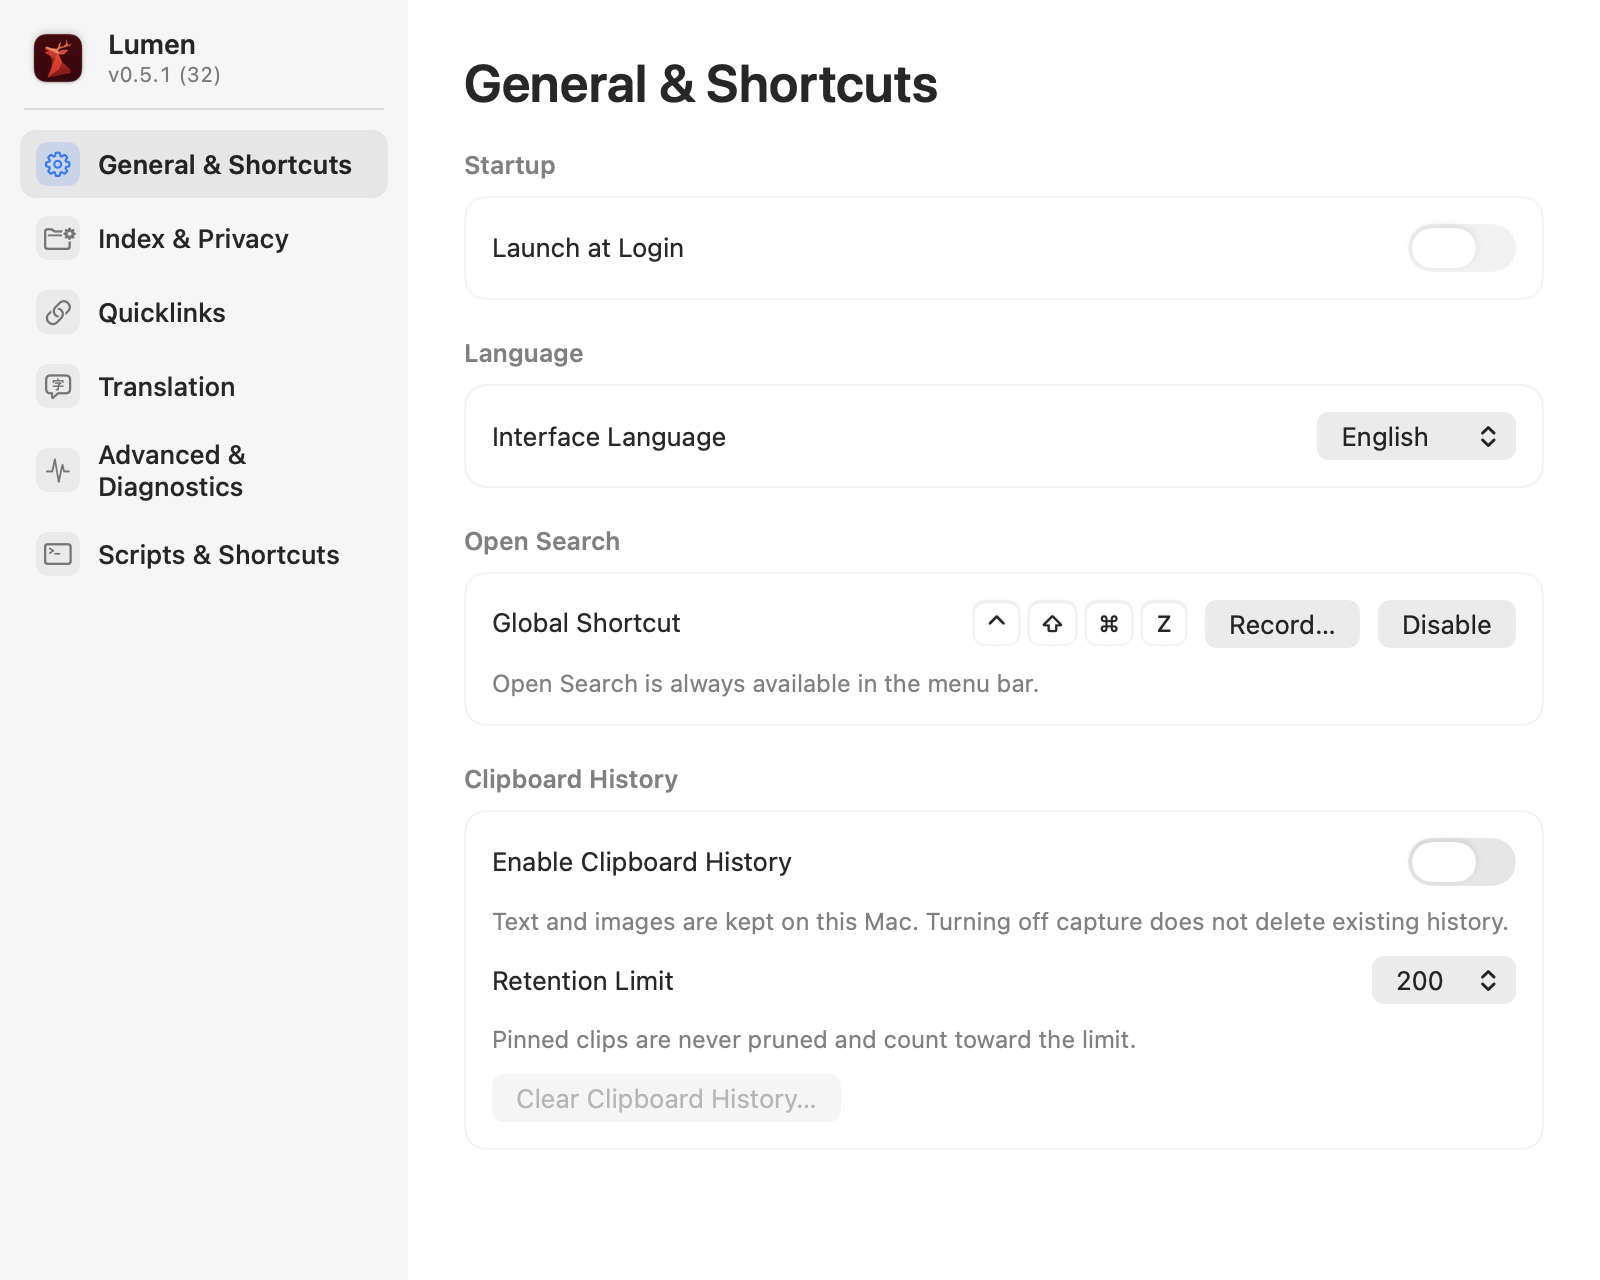 Lumen
v0.5.1 (32)
General & Shortcuts
Index & Privacy
Quicklinks
字
Translation
Advanced &
Diagnostics
Scripts & Shortcuts
General & Shortcuts
Startup
Launch at Login
Language
Interface Language
English
Open Search
Global Shortcut
⌃ ⇧ ⌘ Z
Record...
Disable
Open Search is always available in the menu bar.
Clipboard History
Enable Clipboard History
Text and images are kept on this Mac. Turning off capture does not delete existing history.
Retention Limit
200
Pinned clips are never pruned and count toward the limit.
Clear Clipboard History...